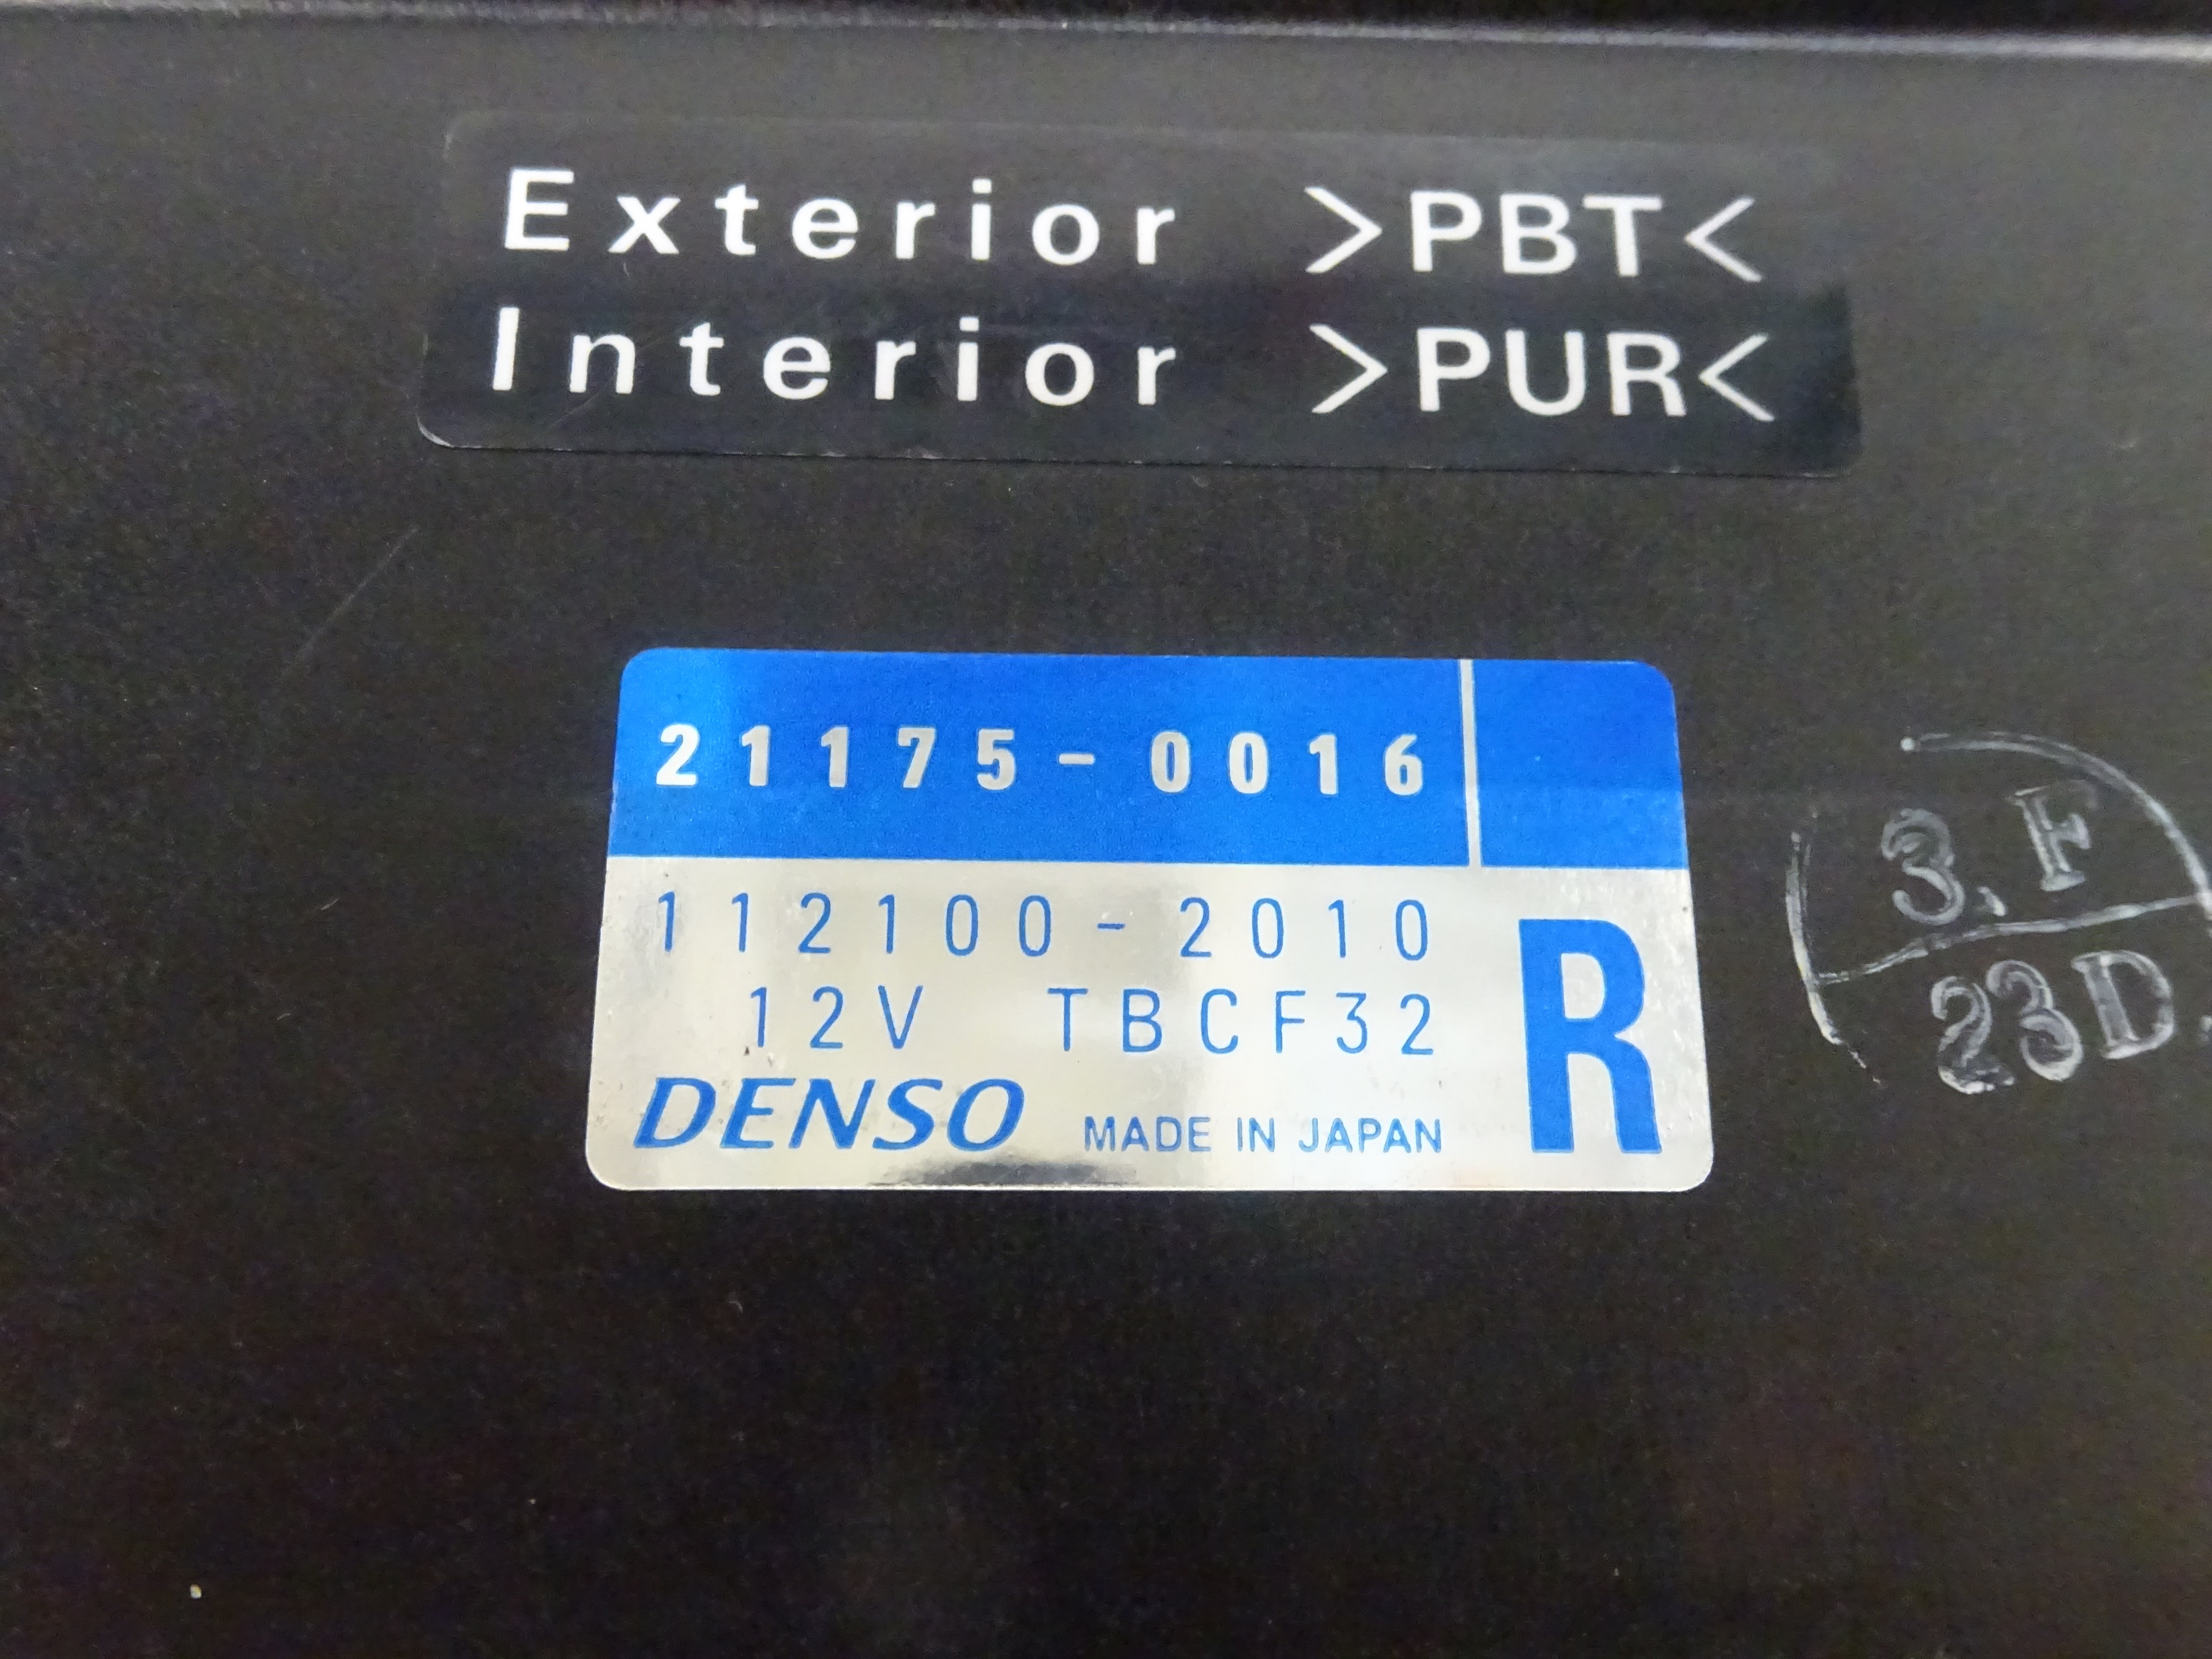 Exterior >PBT<
Interior >PUR<
21175-0016
112100-2010
12V TBCF32
R
DENSO MADE IN JAPAN
3.F
23D.